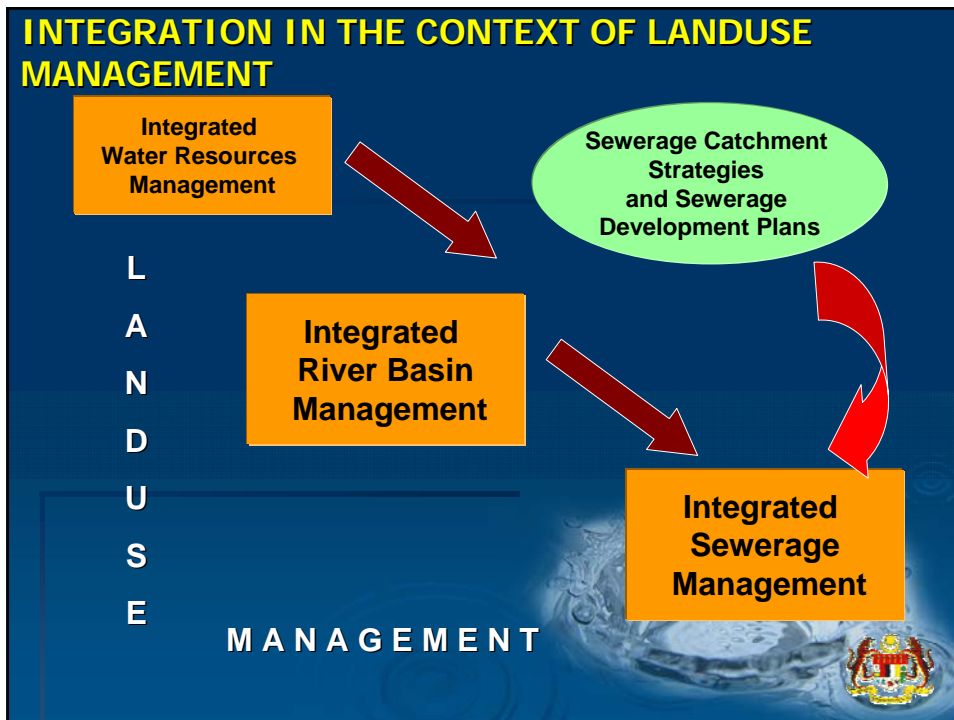 INTEGRATION IN THE CONTEXT OF LANDUSE
MANAGEMENT
Integrated
Water Resources
Management
Sewerage Catchment
Strategies
and Sewerage
Development Plans
Integrated
River Basin
Management
Integrated
Sewerage
Management
L
A
N
D
U
S
E
M A N A G E M E N T